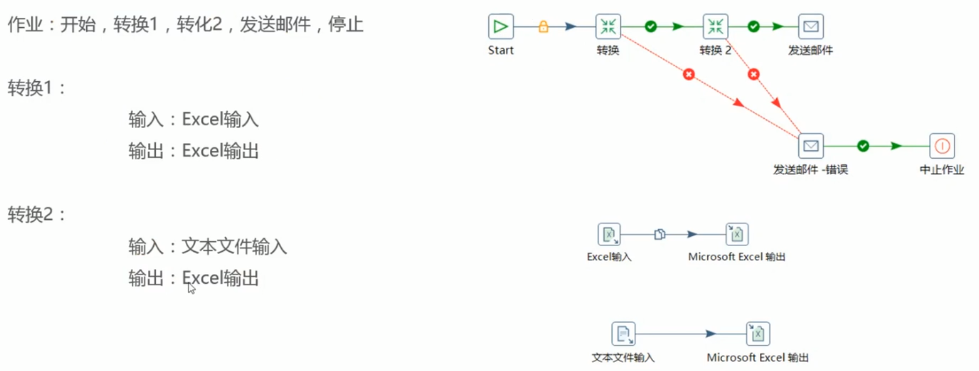 作业：开始，转换1，转化2，发送邮件，停止
转换1：
输入：Excel输入
输出：Excel输出
转换2：
输入：文本文件输入
输出：Excel输出
Start
转换
转换 2
发送邮件
发送邮件 -错误
中止作业
Excel输入
Microsoft Excel 输出
文本文件输入
Microsoft Excel 输出